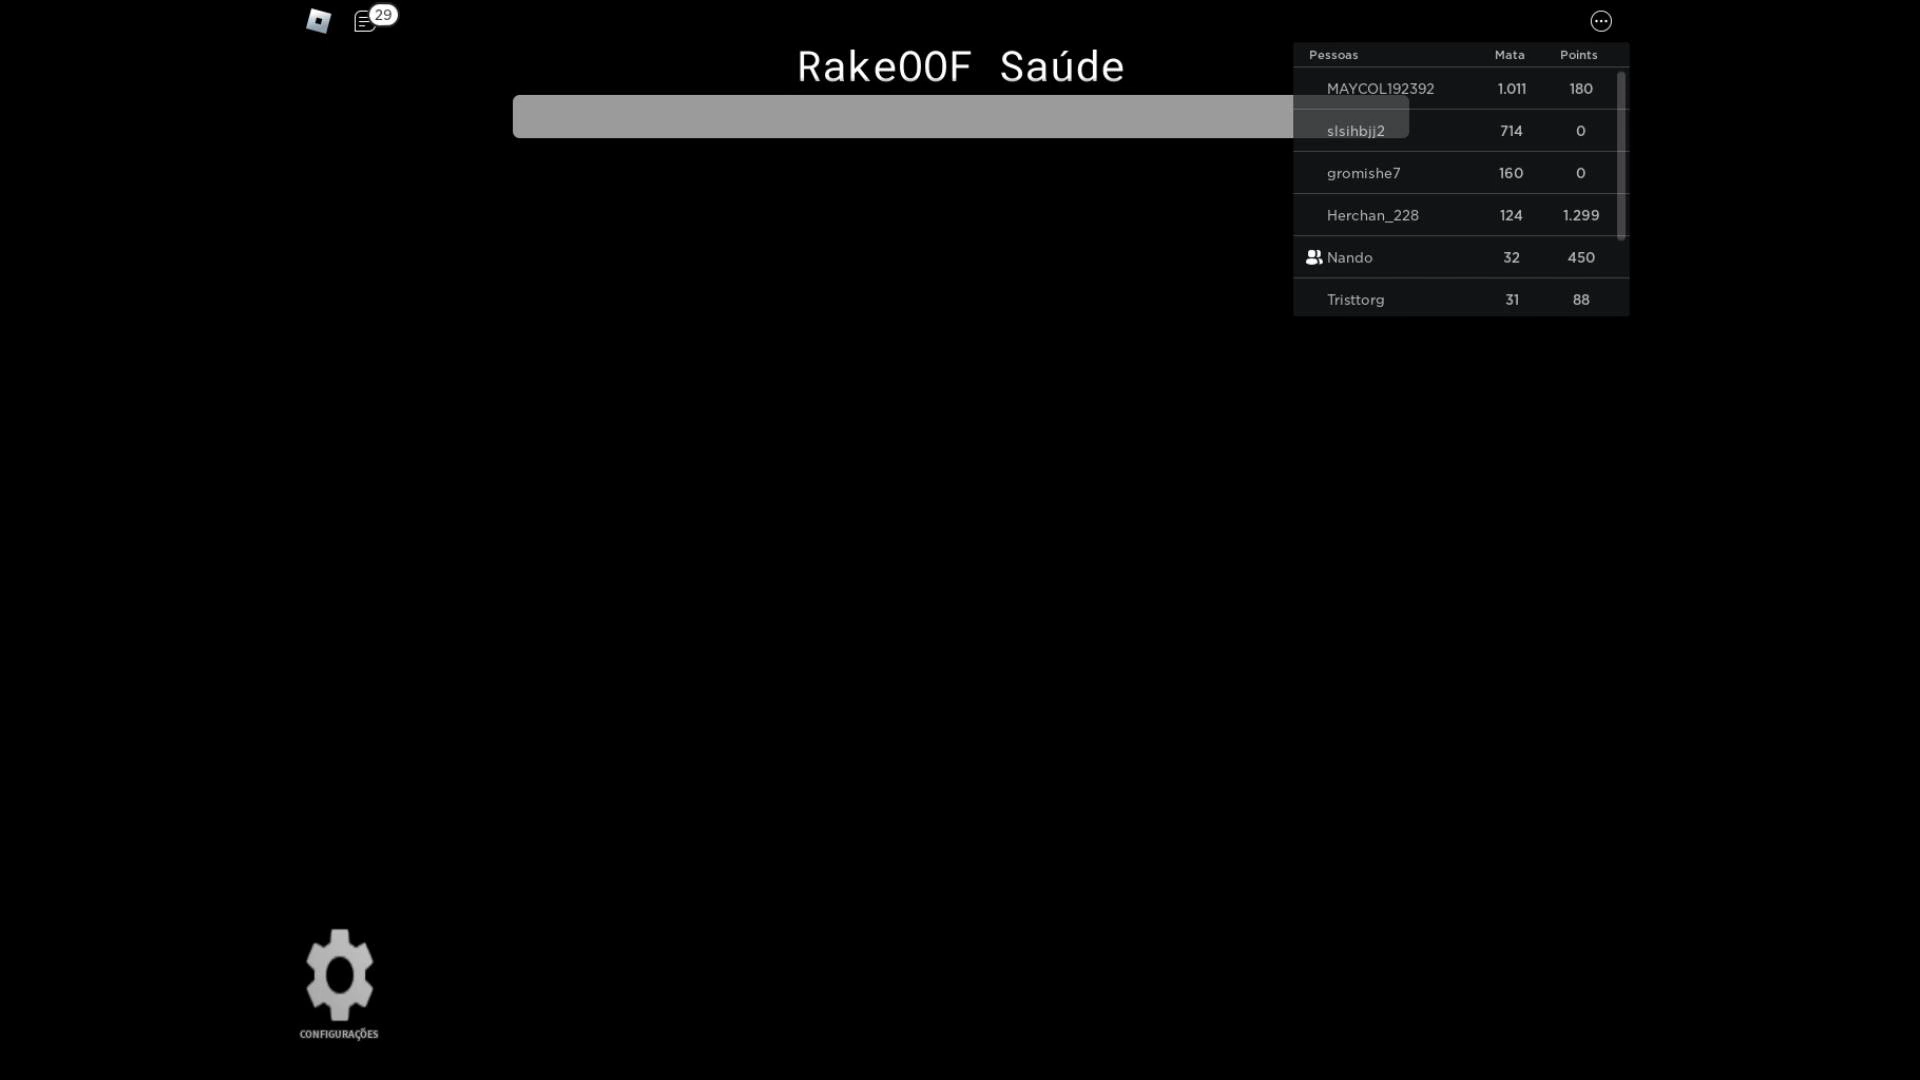 29
Rake00F Saúde
Pessoas Mata Points
MAYCOL192392 1.011 180
slsihbjj2 714 0
gromishe7 160 0
Herchan_228 124 1.299
Nando 32 450
Tristtorg 31 88
CONFIGURAÇÕES